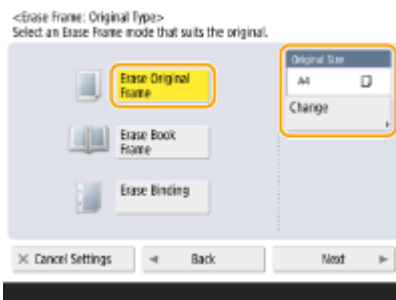 <Erase Frame: Original Type>
Select an Erase Frame mode that suits the original.
Original Size
A4
Change
Erase Original
Frame
Erase Book
Frame
Erase Binding
Cancel Settings
Back
Next